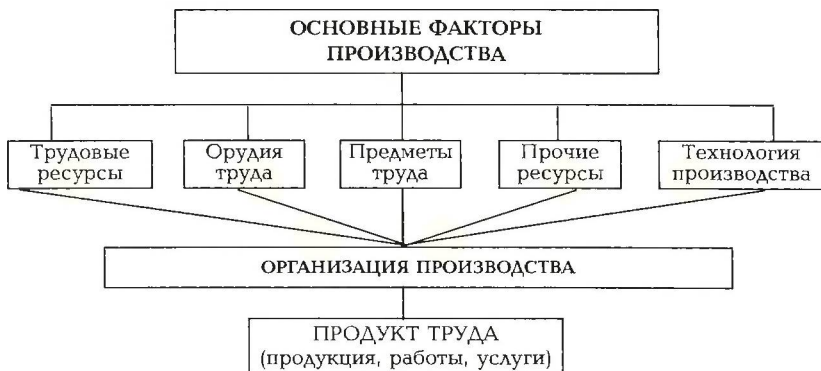 ОСНОВНЫЕ ФАКТОРЫ
ПРОИЗВОДСТВА
Трудовые
ресурсы
Орудия
труда
Предметы
труда
Прочие
ресурсы
Технология
производства
ОРГАНИЗАЦИЯ ПРОИЗВОДСТВА
ПРОДУКТ ТРУДА
(продукция, работы, услуги)